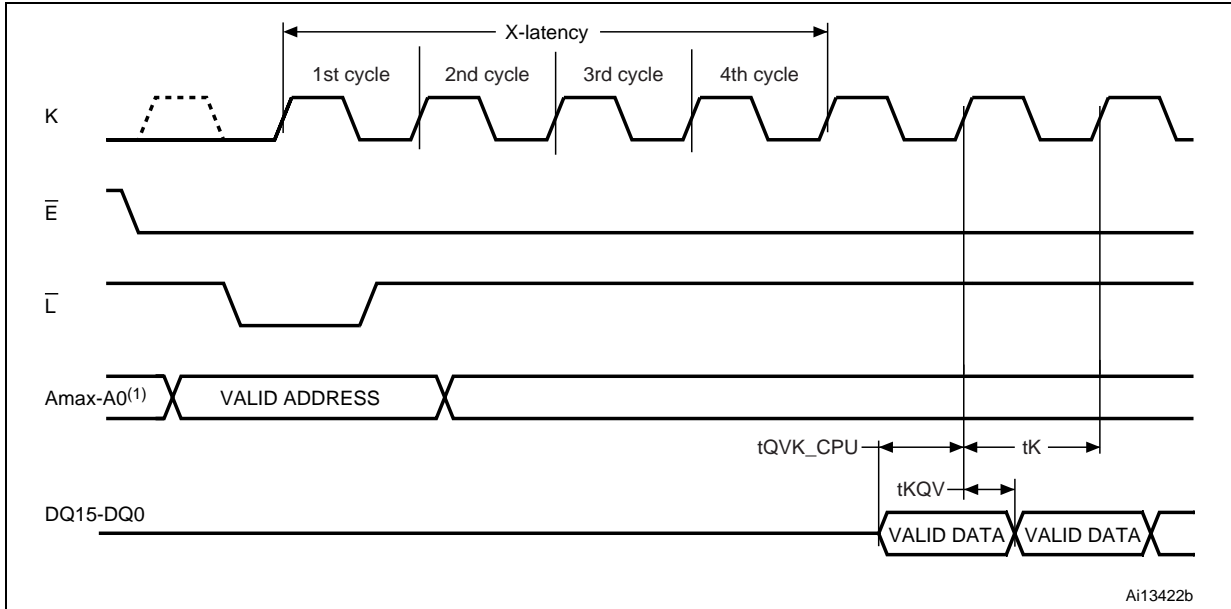 X-latency
1st cycle 2nd cycle 3rd cycle 4th cycle
K
E
L
Amax-A0(1) VALID ADDRESS
tQVK_CPU tK
tKQV
DQ15-DQ0
VALID DATA VALID DATA
Ai13422b